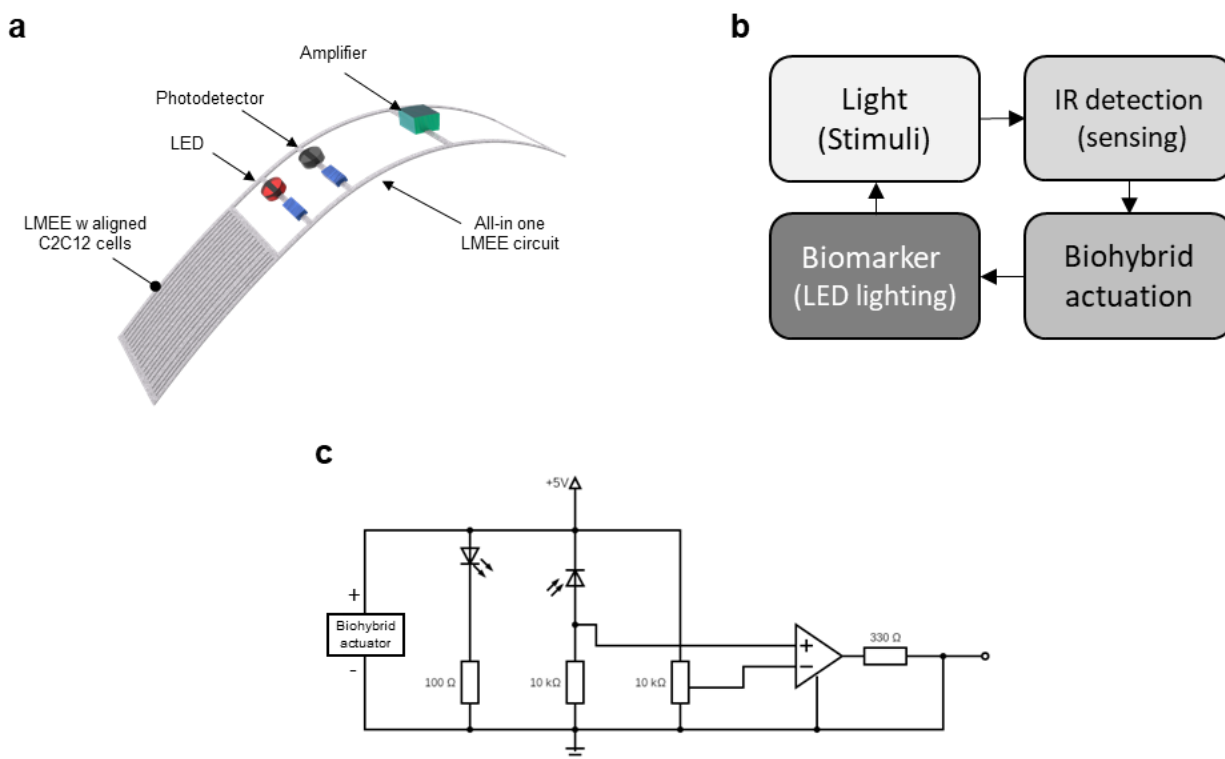 a
Amplifier
Photodetector
LED
LMEE w aligned
C2C12 cells
All-in one
LMEE circuit
b
Light
(Stimuli)
IR detection
(sensing)
Biomarker
(LED lighting)
Biohybrid
actuation
c
+5V
+
Biohybrid
actuator
-
100 Ω
10 kΩ
10 kΩ
+
−
330 Ω